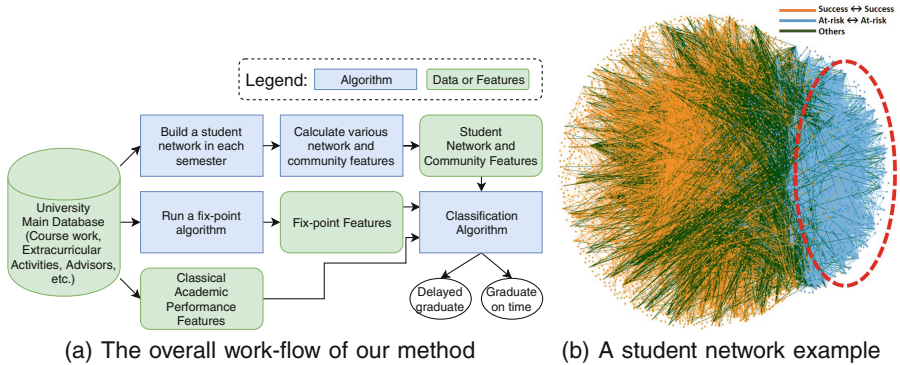 Legend:
Algorithm
Data or Features
Build a student
network in each
semester
Calculate various
network and
community features
Student
Network and
Community Features
University
Main Database
(Course work,
Extracurricular
Activities, Advisors,
etc.)
Run a fix-point
algorithm
Fix-point Features
Classification
Algorithm
Classical
Academic
Performance
Features
Delayed
graduate
Graduate
on time
(a) The overall work-flow of our method
Success ↔ Success
At-risk ↔ At-risk
Others
(b) A student network example